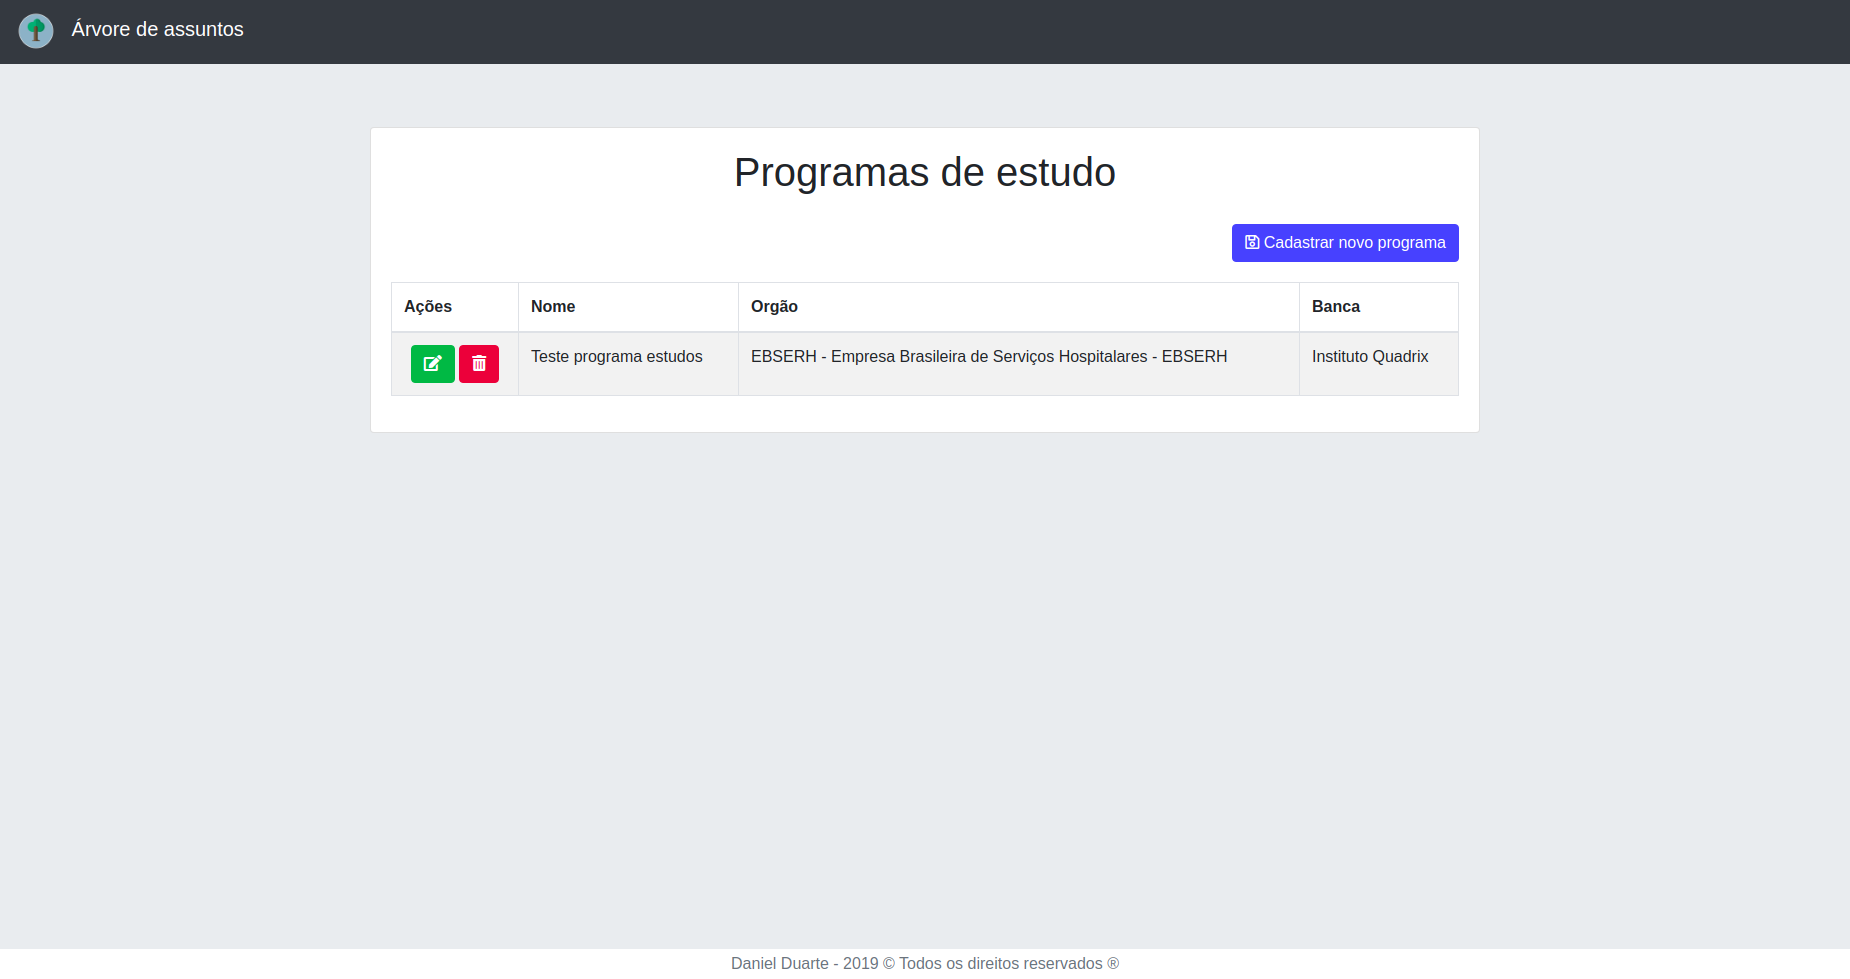 Árvore de assuntos
Programas de estudo
Cadastrar novo programa
Ações Nome Orgão Banca
Teste programa estudos EBSERH - Empresa Brasileira de Serviços Hospitalares - EBSERH Instituto Quadrix
Daniel Duarte - 2019 © Todos os direitos reservados ®